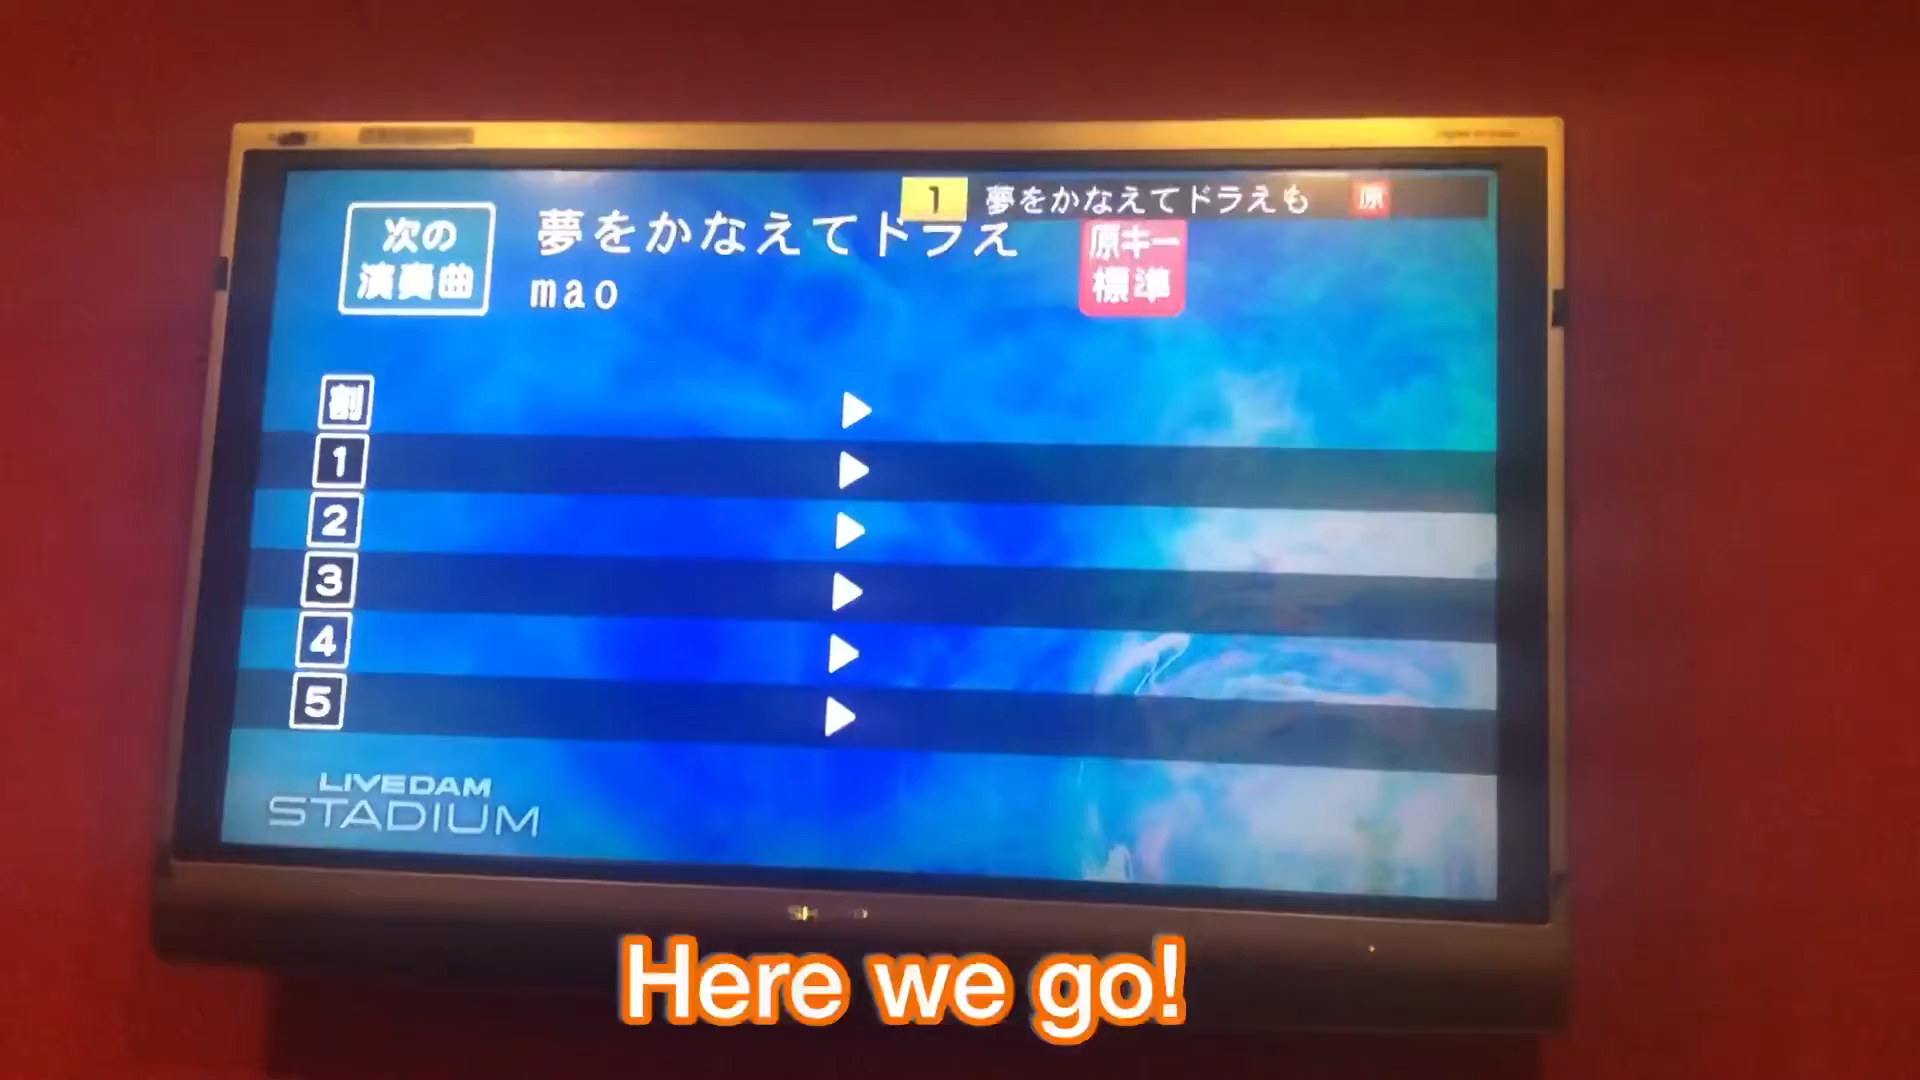 1 夢をかなえてドラえも 原
次の
演奏曲
夢をかなえてドラえ
mao
原キー
標準
割
1
2
3
4
5
LIVEDAM
STADIUM
Here we go!